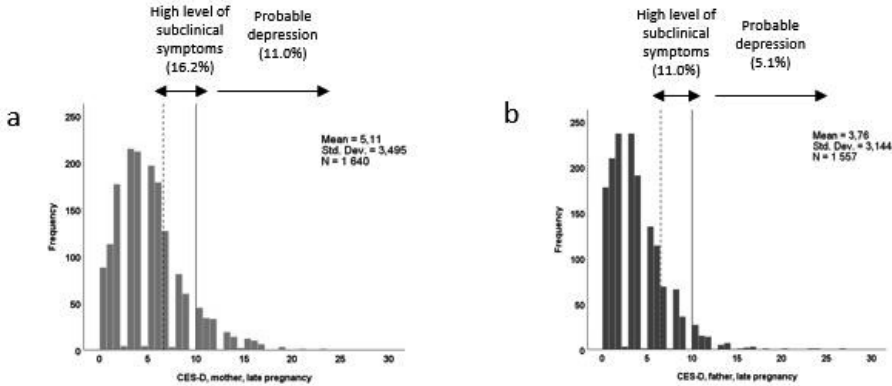 High level of
subclinical
symptoms
(16.2%)
Probable
depression
(11.0%)
a
Mean = 5,11
Std. Dev. = 3,495
N = 1 640
250
200
150
100
50
0
Frequency
0 5 10 15 20 25 30
CES-D, mother, late pregnancy
High level of
subclinical
symptoms
(11.0%)
Probable
depression
(5.1%)
b
Mean = 3,76
Std. Dev. = 3,144
N = 1 557
250
200
150
100
50
0
Frequency
0 5 10 15 20 25 30
CES-D, father, late pregnancy